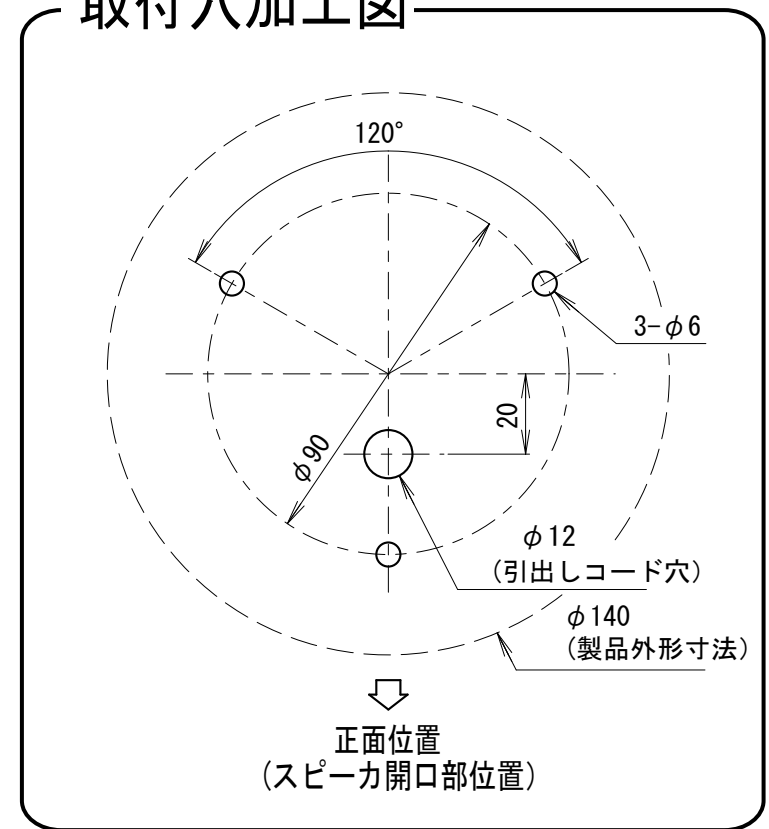 取付穴加工図
120°
3-φ6
20
φ90
φ12
(引出しコード穴)
φ140
(製品外形寸法)
正面位置
(スピーカ開口部位置)